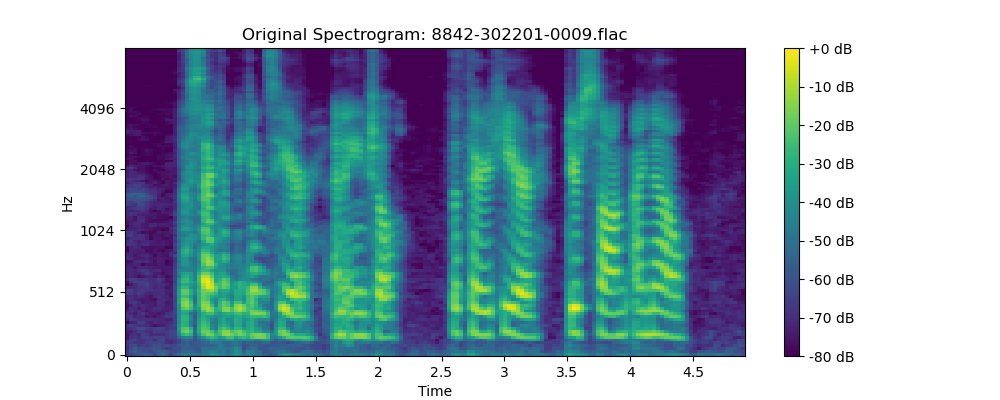 Original Spectrogram: 8842-302201-0009.flac
Hz
4096
2048
1024
512
0
0 0.5 1 1.5 2 2.5 3 3.5 4 4.5
Time
+0 dB
-10 dB
-20 dB
-30 dB
-40 dB
-50 dB
-60 dB
-70 dB
-80 dB